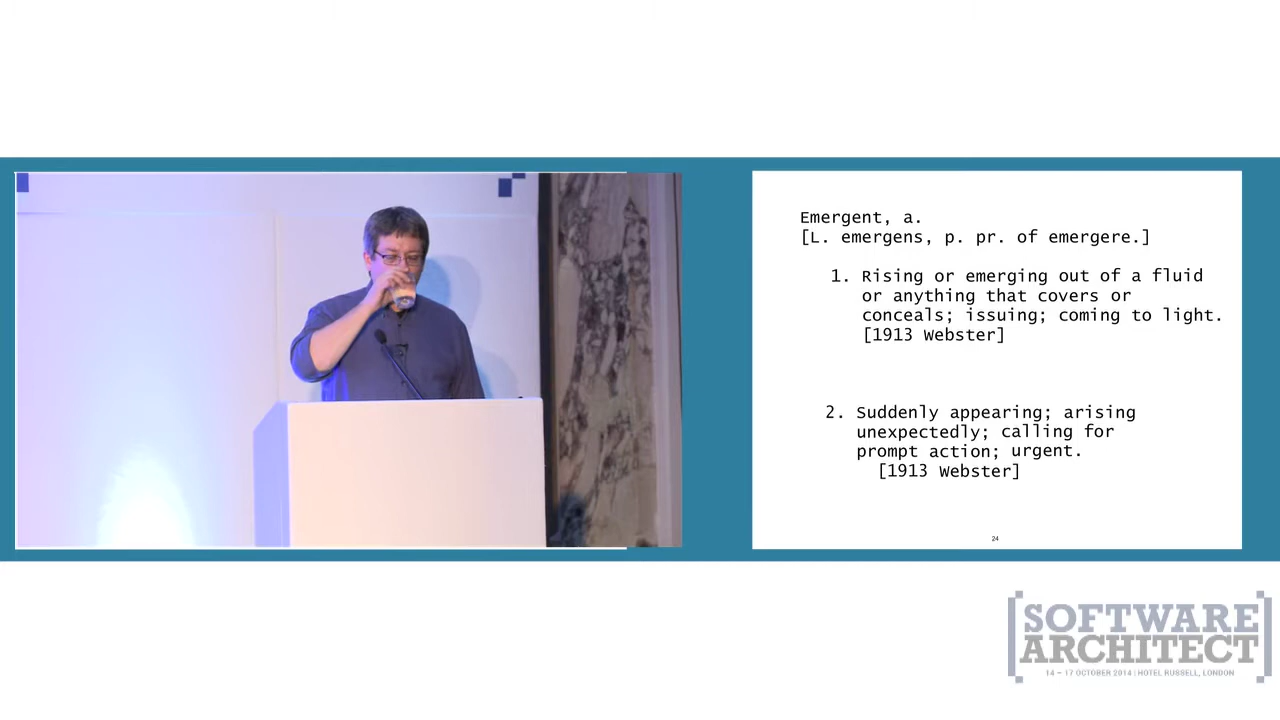 Emergent, a.
[L. emergens, p. pr. of emergere.]
1. Rising or emerging out of a fluid
or anything that covers or
conceals; issuing; coming to light.
[1913 Webster]
2. Suddenly appearing; arising
unexpectedly; calling for
prompt action; urgent.
[1913 Webster]
24
[SOFTWARE
ARCHITECT]
14 – 17 OCTOBER 2014 | HOTEL RUSSELL, LONDON